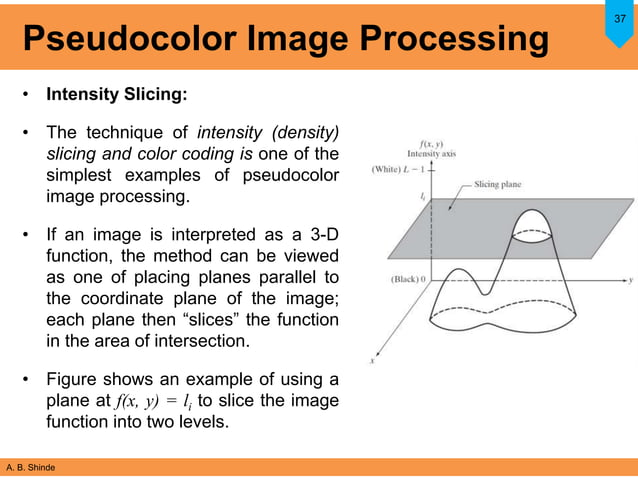 37
Pseudocolor Image Processing
• Intensity Slicing:
• The technique of intensity (density)
slicing and color coding is one of the
simplest examples of pseudocolor
image processing.
• If an image is interpreted as a 3-D
function, the method can be viewed
as one of placing planes parallel to
the coordinate plane of the image;
each plane then “slices” the function
in the area of intersection.
• Figure shows an example of using a
plane at f(x, y) = li to slice the image
function into two levels.
f(x, y)
Intensity axis
(White) L − 1
li
Slicing plane
(Black) 0
y
x
A. B. Shinde